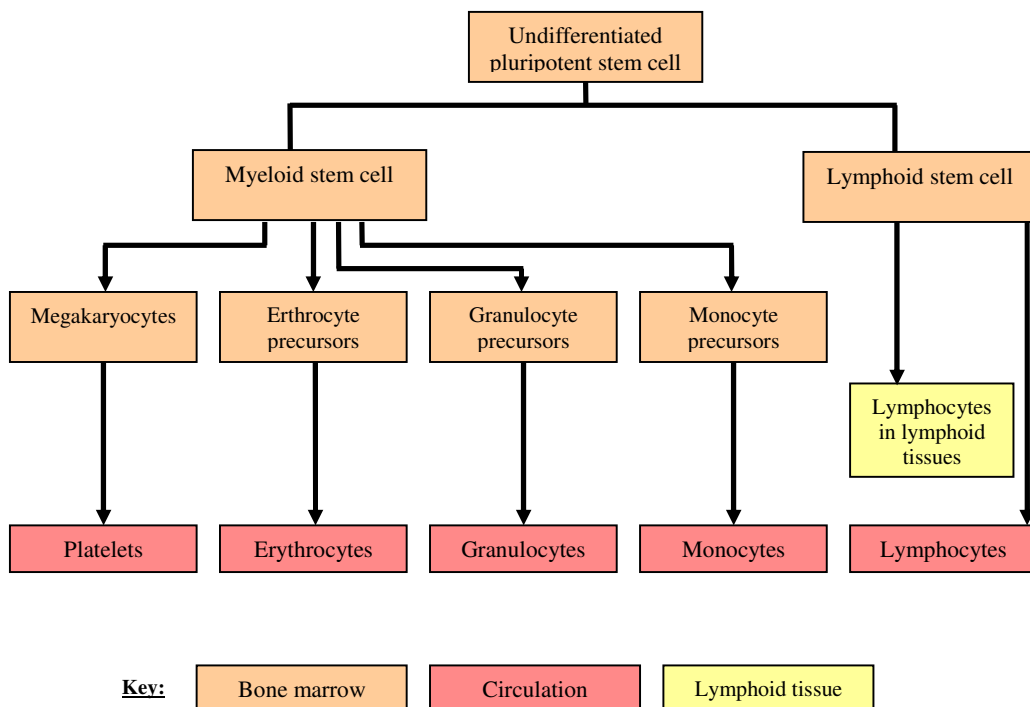 Undifferentiated
pluripotent stem cell
Myeloid stem cell
Lymphoid stem cell
Megakaryocytes
Erthrocyte
precursors
Granulocyte
precursors
Monocyte
precursors
Lymphocytes
in lymphoid
tissues
Platelets
Erythrocytes
Granulocytes
Monocytes
Lymphocytes
Key:
Bone marrow
Circulation
Lymphoid tissue